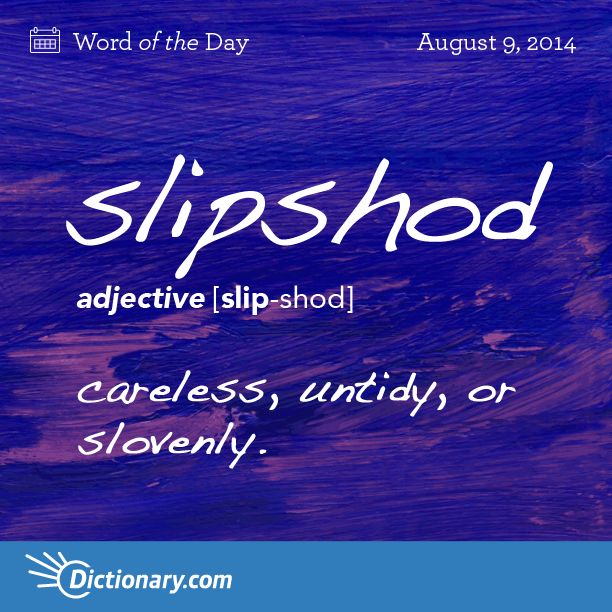 Word of the Day
August 9, 2014
slipshod
adjective [slip-shod]
careless, untidy, or
slovenly.
Dictionary.com